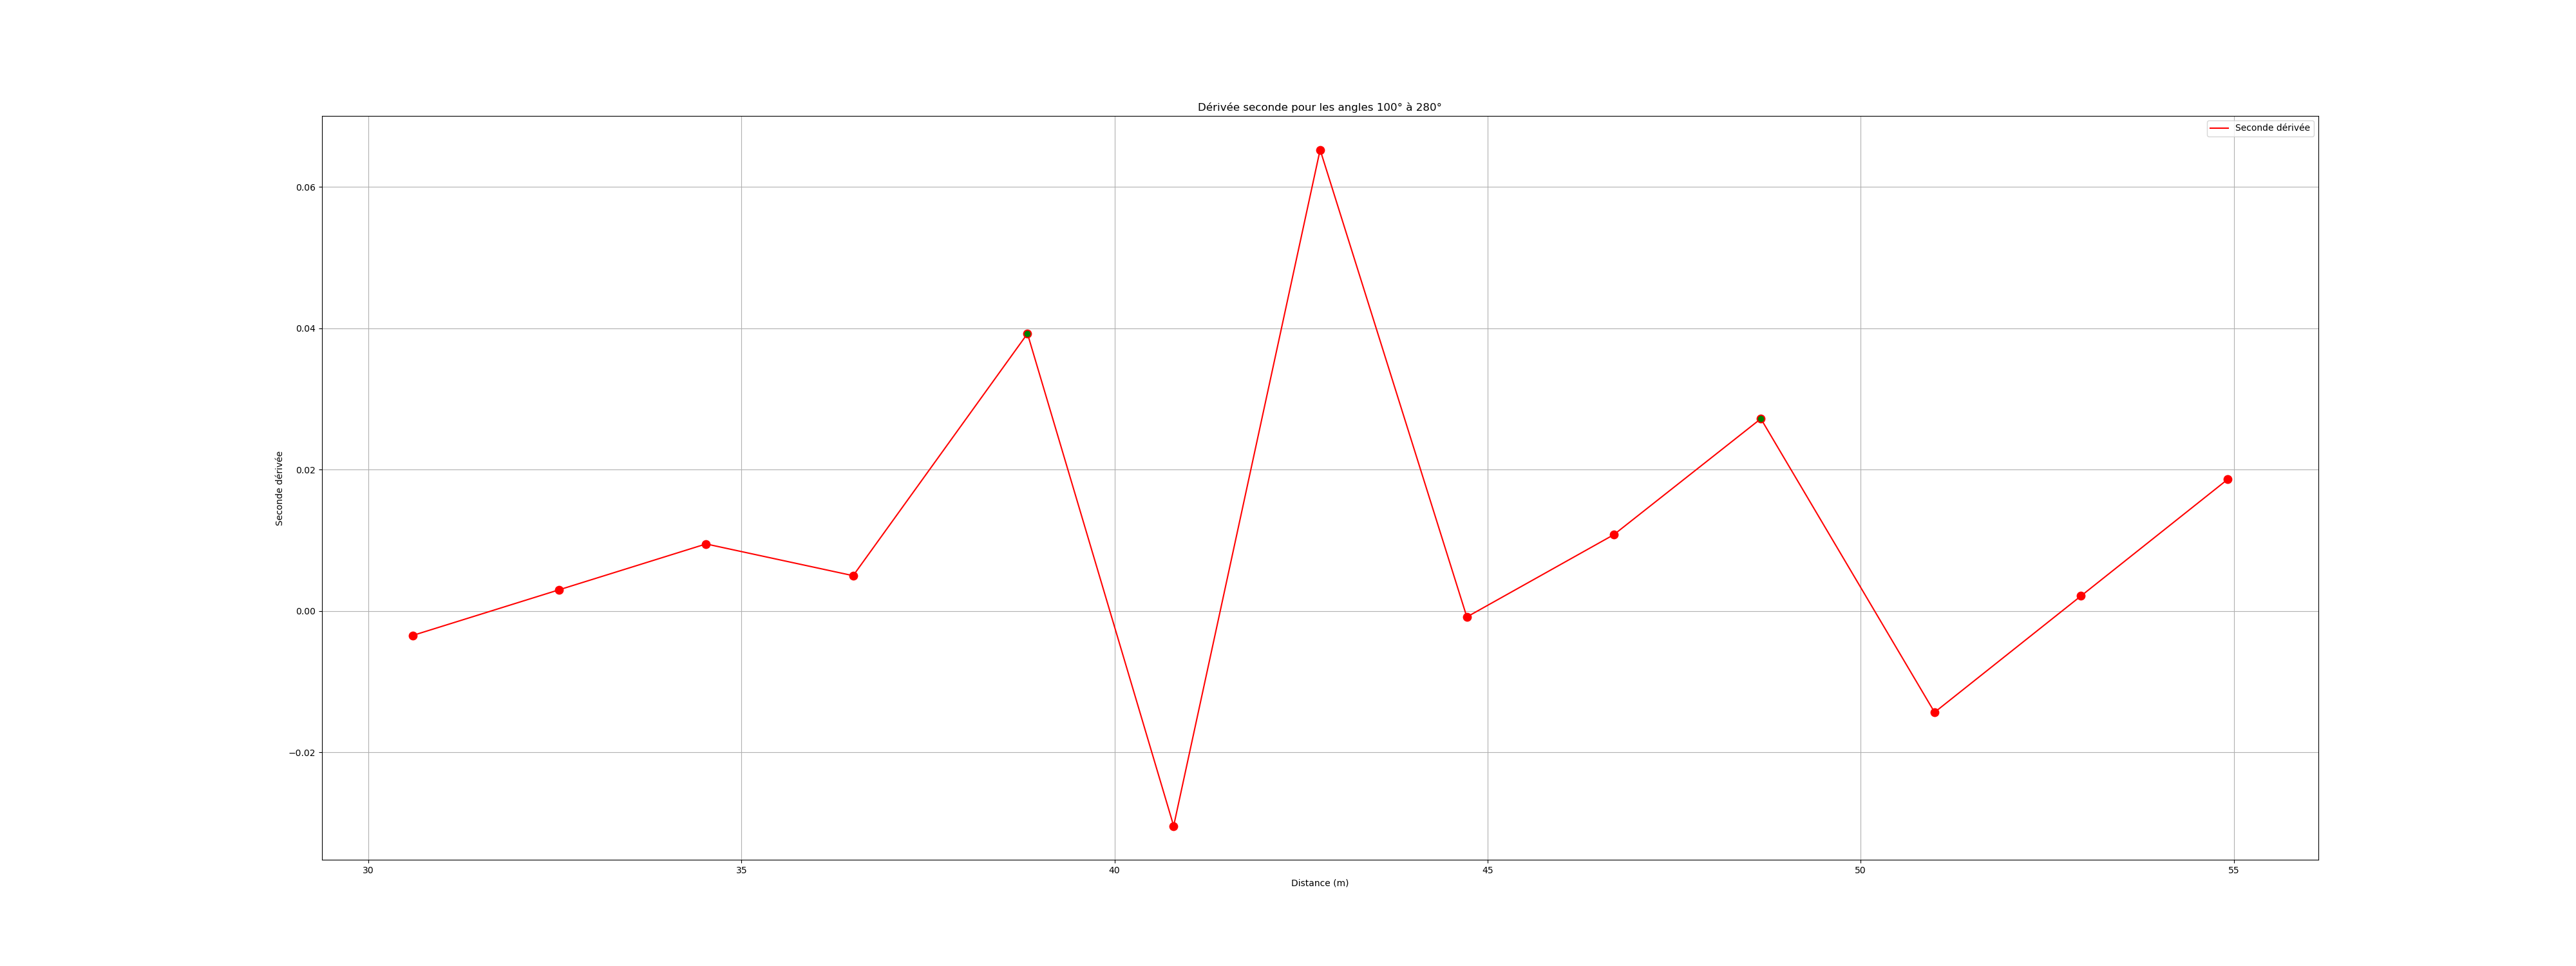 Dérivée seconde pour les angles 100° à 280°
Seconde dérivée
0.06
0.04
0.02
0.00
−0.02
Seconde dérivée
30
35
40
45
50
55
Distance (m)